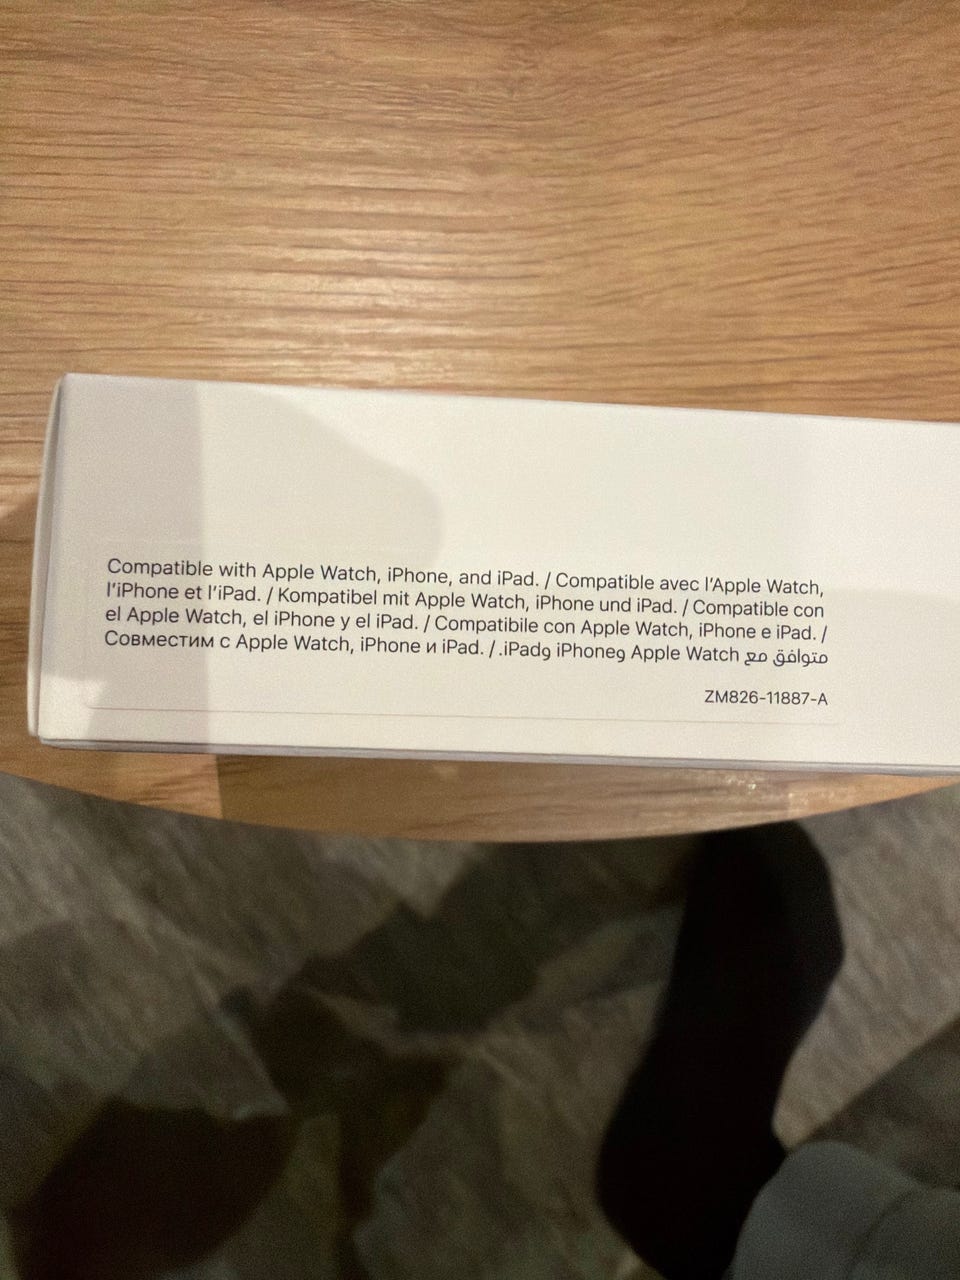 Compatible with Apple Watch, iPhone, and iPad. / Compatible avec l’Apple Watch,
l’iPhone et l’iPad. / Kompatibel mit Apple Watch, iPhone und iPad. / Compatible con
el Apple Watch, el iPhone y el iPad. / Compatibile con Apple Watch, iPhone e iPad. /
Совместим с Apple Watch, iPhone и iPad. / متوافق مع Apple Watch وiPhone وiPad.
ZM826-11887-A